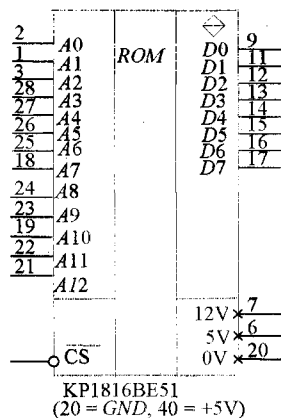 2 A0 ROM D0 9
1 A1 D1 11
3 A2 D2 12
28 A3 D3 13
27 A4 D4 14
26 A5 D5 15
25 A6 D6 16
18 A7 D7 17
24 A8
23 A9
19 A10
22 A11
21 A12
12V 7
5V 6
0V 20
CS
KP1816BE51
(20 = GND, 40 = +5V)